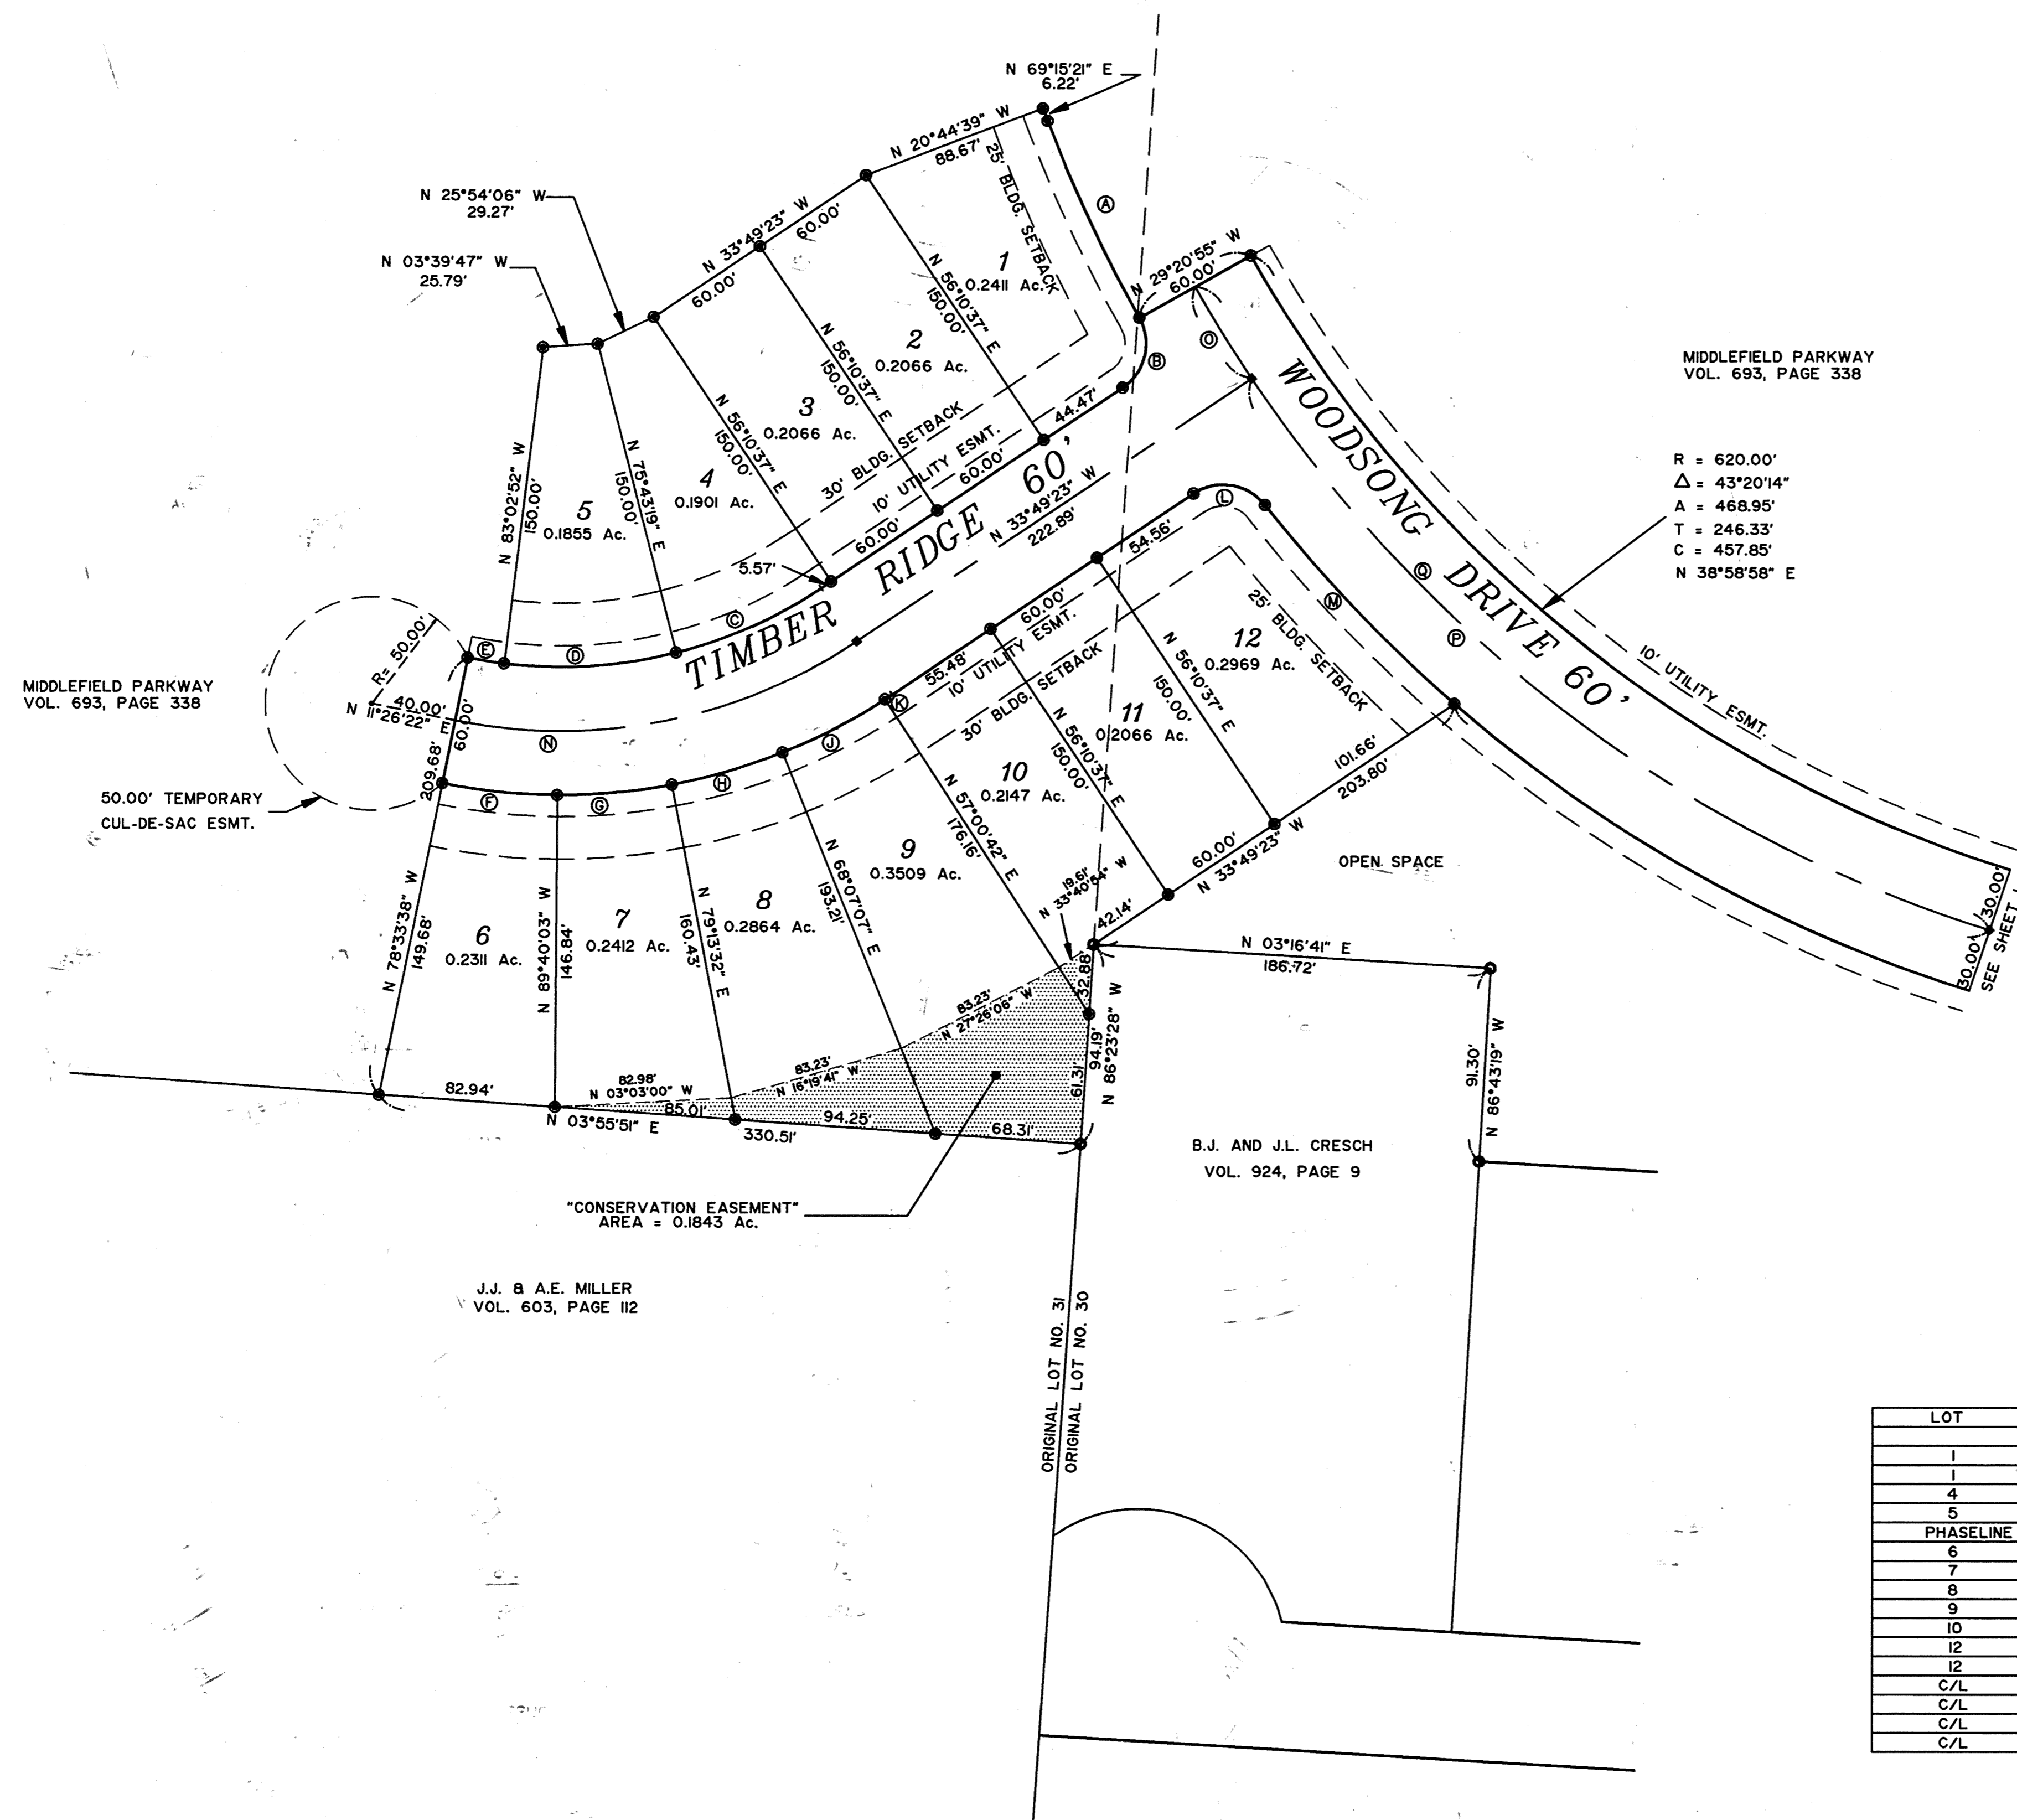 N 69°15'21" E
6.22'
N 20°44'39" W
88.67'
N 25°54'06" W
29.27'
N 33°49'23" W
60.00'
60.00'
N 03°39'47" W
25.79'
25' BLDG. SETBACK
A
1
0.2411 Ac.
N 29°20'55" W
60.00'
N 56°10'37" E
150.00'
2
0.2066 Ac.
N 56°10'37" E
150.00'
3
0.2066 Ac.
N 56°10'37" E
150.00'
4
0.1901 Ac.
N 75°43'19" E
150.00'
5
0.1855 Ac.
N 83°02'52" W
150.00'
B
O
44.47'
60.00'
60.00'
5.57'
30' BLDG. SETBACK
10' UTILITY ESMT.
C
D
E
TIMBER RIDGE 60'
N 33°49'23" W
222.89'
WOODSONG DRIVE 60'
MIDDLEFIELD PARKWAY
VOL. 693, PAGE 338
R = 620.00'
Δ = 43°20'14"
A = 468.95'
T = 246.33'
C = 457.85'
N 38°58'58" E
Q
P
M
L
10' UTILITY ESMT.
MIDDLEFIELD PARKWAY
VOL. 693, PAGE 338
R= 50.00'
40.00'
N 11°26'22" E
60.00'
209.68'
N
50.00' TEMPORARY
CUL-DE-SAC ESMT.
F
G
H
J
K
55.48'
60.00'
54.56'
10' UTILITY ESMT.
30' BLDG. SETBACK
25' BLDG. SETBACK
12
0.2969 Ac.
N 56°10'37" E
150.00'
11
0.2066 Ac.
N 56°10'37" E
150.00'
10
0.2147 Ac.
N 57°00'42" E
176.16'
9
0.3509 Ac.
N 68°07'07" E
193.21'
8
0.2864 Ac.
N 79°13'32" E
160.43'
7
0.2412 Ac.
N 89°40'03" W
146.84'
6
0.2311 Ac.
N 78°33'38" W
149.68'
101.66'
203.80'
60.00'
N 33°49'23" W
42.14'
OPEN SPACE
19.61'
N 33°40'54" W
32.88'
N 03°16'41" E
186.72'
94.19'
N 86°23'28" W
61.31'
91.30'
N 86°43'19" W
30.00'
30.00'
SEE SHEET
83.23'
N 27°26'06" W
83.23'
N 16°19'41" W
82.98'
N 03°03'00" W
82.94'
85.01'
94.25'
68.31'
N 03°55'51" E
330.51'
"CONSERVATION EASEMENT"
AREA = 0.1843 Ac.
B.J. AND J.L. CRESCH
VOL. 924, PAGE 9
J.J. & A.E. MILLER
VOL. 603, PAGE 112
ORIGINAL LOT NO. 31
ORIGINAL LOT NO. 30
LOT
1
1
4
5
PHASELINE
6
7
8
9
10
12
12
C/L
C/L
C/L
C/L